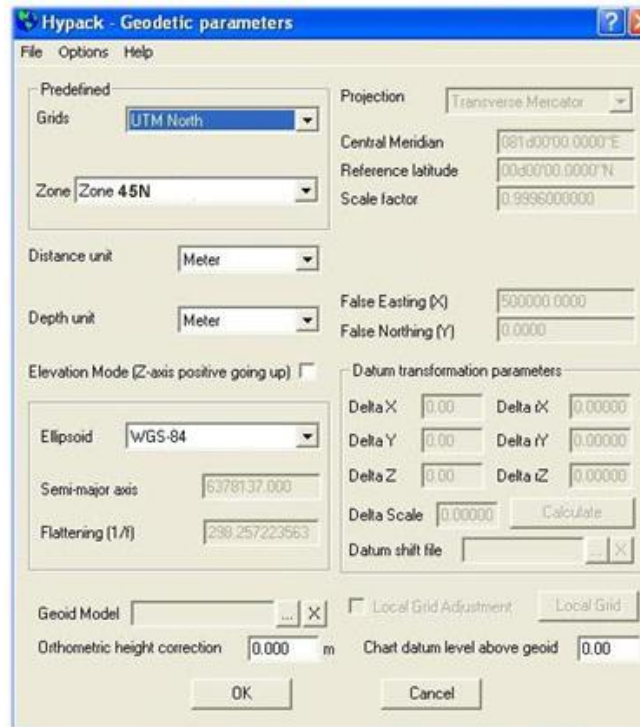 Hypack - Geodetic parameters
File Options Help
Predefined
Grids UTM North
Zone Zone 45N
Distance unit Meter
Depth unit Meter
Elevation Mode (Z-axis positive going up)
Ellipsoid WGS-84
Semi-major axis 6378137.000
Flattening (1/f) 298.257223563
Projection Transverse Mercator
Central Meridian 081d00'00.0000"E
Reference latitude 00d00'00.0000"N
Scale factor 0.9996000000
False Easting (X) 500000.0000
False Northing (Y) 0.0000
Datum transformation parameters
Delta X 0.00 Delta rX 0.00000
Delta Y 0.00 Delta rY 0.00000
Delta Z 0.00 Delta rZ 0.00000
Delta Scale 0.00000 Calculate
Datum shift file ... X
Geoid Model ... X
Local Grid Adjustment Local Grid
Orthometric height correction 0.000 m Chart datum level above geoid 0.00
OK Cancel